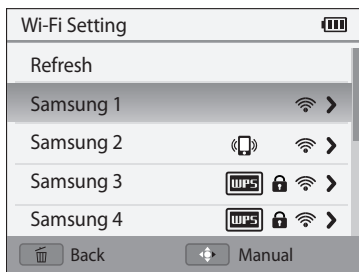 Wi-Fi Setting
Refresh
Samsung 1
Samsung 2
Samsung 3 WPS
Samsung 4 WPS
Back Manual